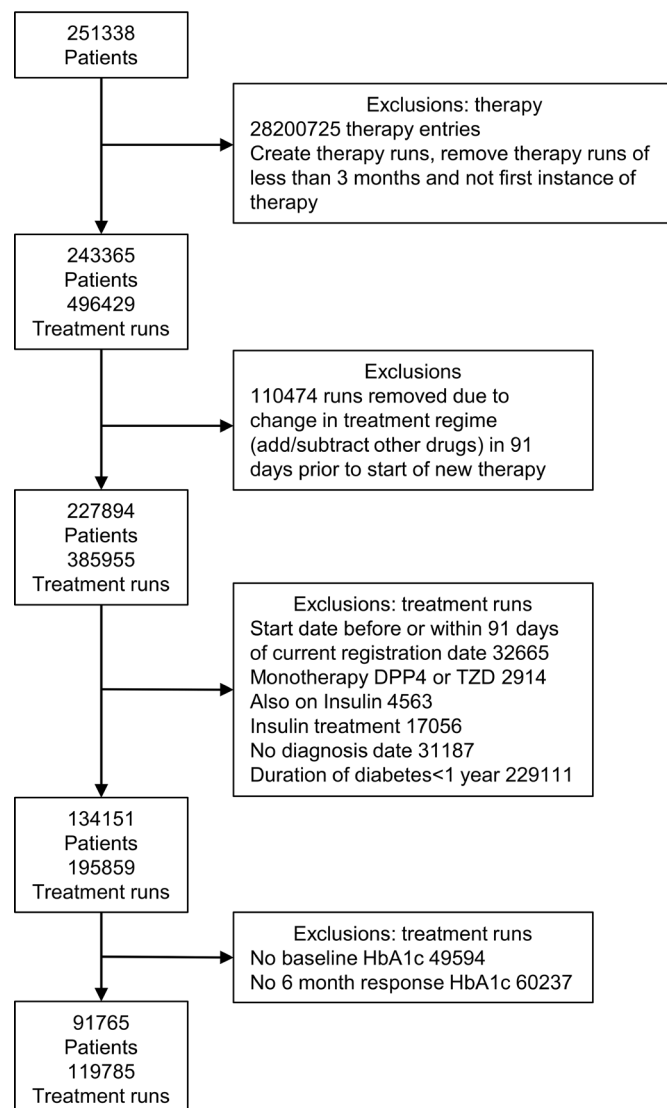 251338
Patients
Exclusions: therapy
28200725 therapy entries
Create therapy runs, remove therapy runs of
less than 3 months and not first instance of
therapy
243365
Patients
496429
Treatment runs
Exclusions
110474 runs removed due to
change in treatment regime
(add/subtract other drugs) in 91
days prior to start of new therapy
227894
Patients
385955
Treatment runs
Exclusions: treatment runs
Start date before or within 91 days
of current registration date 32665
Monotherapy DPP4 or TZD 2914
Also on Insulin 4563
Insulin treatment 17056
No diagnosis date 31187
Duration of diabetes<1 year 229111
134151
Patients
195859
Treatment runs
Exclusions: treatment runs
No baseline HbA1c 49594
No 6 month response HbA1c 60237
91765
Patients
119785
Treatment runs